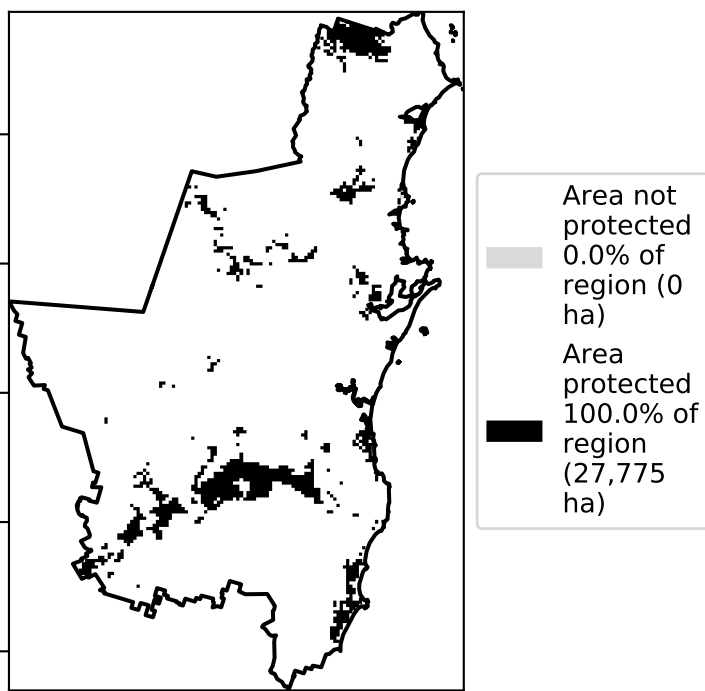 Area not
protected
0.0% of
region (0
ha)
Area
protected
100.0% of
region
(27,775
ha)